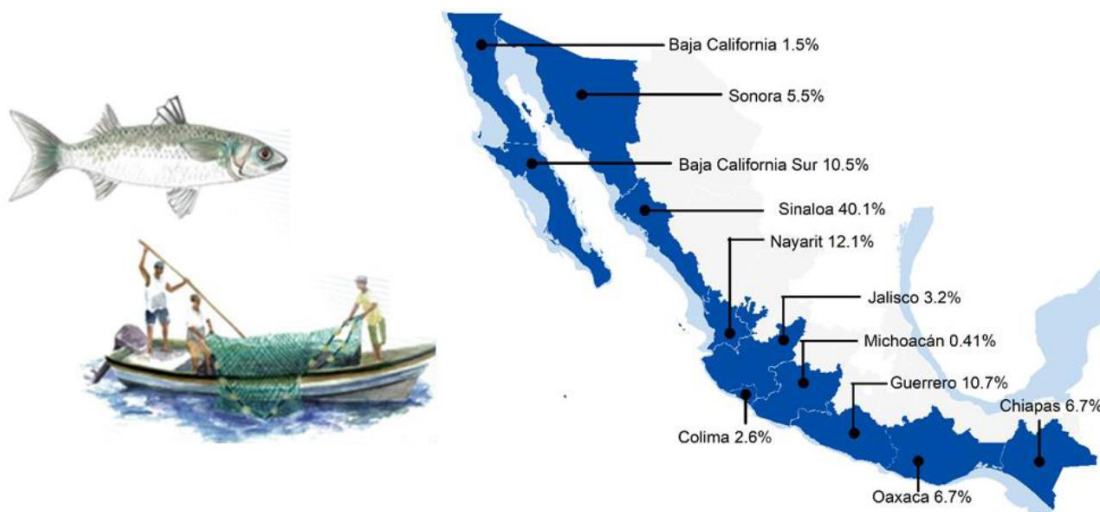 Baja California 1.5%
Sonora 5.5%
Baja California Sur 10.5%
Sinaloa 40.1%
Nayarit 12.1%
Jalisco 3.2%
Michoacán 0.41%
Guerrero 10.7%
Chiapas 6.7%
Colima 2.6%
Oaxaca 6.7%